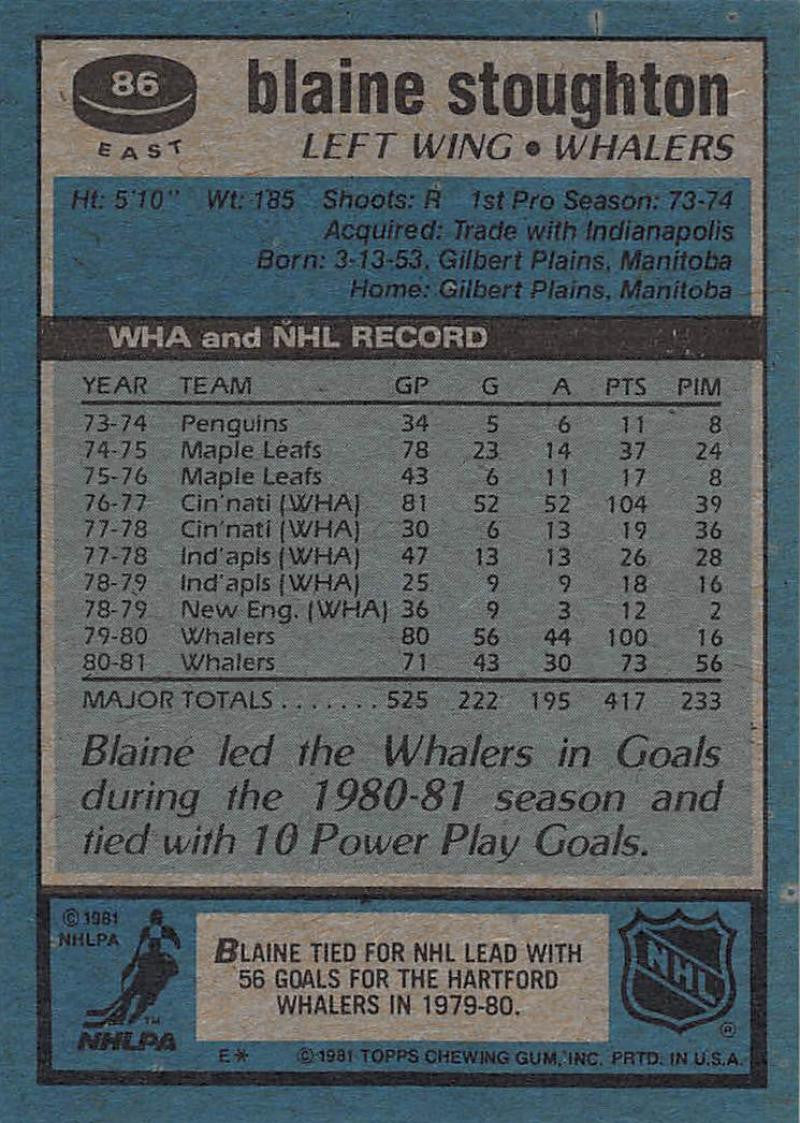 86
EAST
blaine stoughton
LEFT WING • WHALERS
Ht: 5'10" Wt: 185 Shoots: R 1st Pro Season: 73-74
Acquired: Trade with Indianapolis
Born: 3-13-53, Gilbert Plains, Manitoba
Home: Gilbert Plains, Manitoba
WHA and NHL RECORD
YEAR TEAM GP G A PTS PIM
73-74 Penguins 34 5 6 11 8
74-75 Maple Leafs 78 23 14 37 24
75-76 Maple Leafs 43 6 11 17 8
76-77 Cin'nati (WHA) 81 52 52 104 39
77-78 Cin'nati (WHA) 30 6 13 19 36
77-78 Ind'apls (WHA) 47 13 13 26 28
78-79 Ind'apls (WHA) 25 9 9 18 16
78-79 New Eng. (WHA) 36 9 3 12 2
79-80 Whalers 80 56 44 100 16
80-81 Whalers 71 43 30 73 56
MAJOR TOTALS ....... 525 222 195 417 233
Blaine led the Whalers in Goals
during the 1980-81 season and
tied with 10 Power Play Goals.
© 1981
NHLPA
TM
NHLPA
BLAINE TIED FOR NHL LEAD WITH
56 GOALS FOR THE HARTFORD
WHALERS IN 1979-80.
NHL
®
E* © 1981 TOPPS CHEWING GUM, INC. PRTD. IN U.S.A.